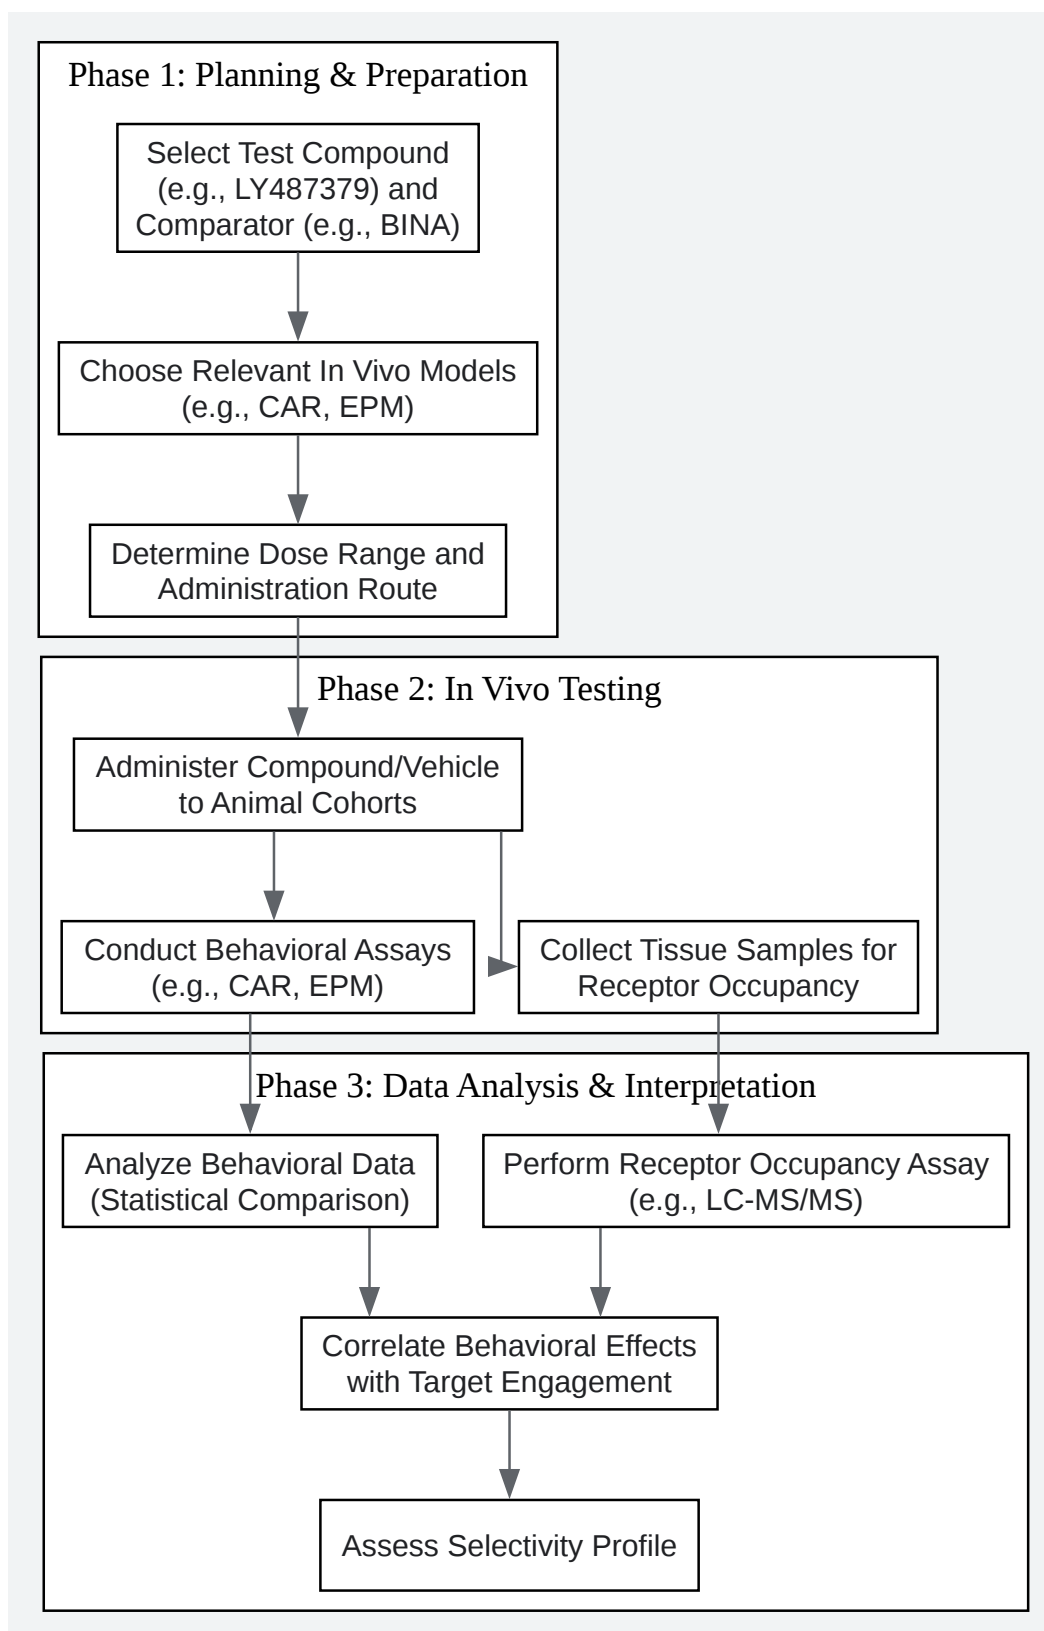 Phase 1: Planning & Preparation
Select Test Compound
(e.g., LY487379) and
Comparator (e.g., BINA)
Choose Relevant In Vivo Models
(e.g., CAR, EPM)
Determine Dose Range and
Administration Route
Phase 2: In Vivo Testing
Administer Compound/Vehicle
to Animal Cohorts
Conduct Behavioral Assays
(e.g., CAR, EPM)
Collect Tissue Samples for
Receptor Occupancy
Phase 3: Data Analysis & Interpretation
Analyze Behavioral Data
(Statistical Comparison)
Perform Receptor Occupancy Assay
(e.g., LC-MS/MS)
Correlate Behavioral Effects
with Target Engagement
Assess Selectivity Profile